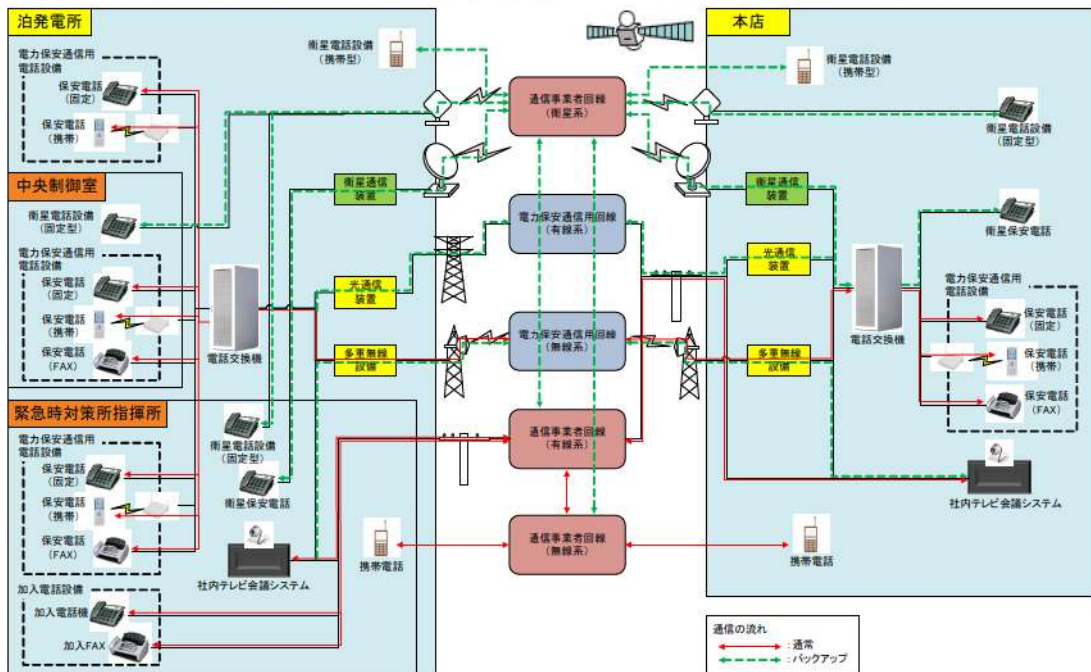 泊発電所
電力保安通信用
電話設備
保安電話
(固定)
保安電話
(携帯)
中央制御室
衛星電話設備
(固定型)
電力保安通信用
電話設備
保安電話
(固定)
保安電話
(携帯)
保安電話
(FAX)
電話交換機
緊急時対策所指揮所
電力保安通信用
電話設備
保安電話
(固定)
保安電話
(携帯)
保安電話
(FAX)
加入電話設備
加入電話機
加入FAX
衛星電話設備
(固定型)
衛星保安電話
社内テレビ会議システム
携帯電話
衛星電話設備
(携帯型)
衛星通信
装置
光通信
装置
多重無線
設備
通信事業者回線
(衛星系)
電力保安通信用回線
(有線系)
電力保安通信用回線
(無線系)
通信事業者回線
(有線系)
通信事業者回線
(無線系)
本店
衛星電話設備
(携帯型)
衛星電話設備
(固定型)
衛星通信
装置
光通信
装置
多重無線
設備
電話交換機
衛星保安電話
電力保安通信用
電話設備
保安電話
(固定)
保安電話
(携帯)
保安電話
(FAX)
社内テレビ会議システム
携帯電話
通信の流れ
:通常
:バックアップ